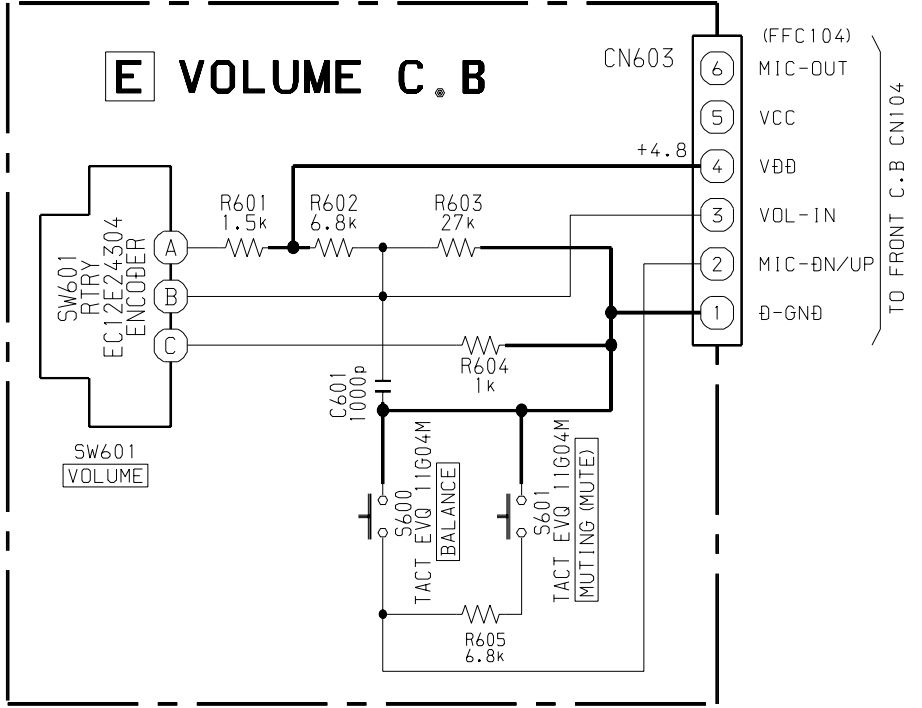 E VOLUME C.B
CN603
(FFC104)
6 MIC-OUT
5 VCC
+4.8
4 VDD
3 VOL-IN
2 MIC-DN/UP
1 D-GND
TO FRONT C.B CN104
R601
1.5k
R602
6.8k
R603
27k
SW601
RTRY
EC12E24304
ENCODER
A
B
C
R604
1k
C601
1000p
SW601
VOLUME
S600
TACT EVQ 11G04M
BALANCE
S601
TACT EVQ 11G04M
MUTING (MUTE)
R605
6.8k